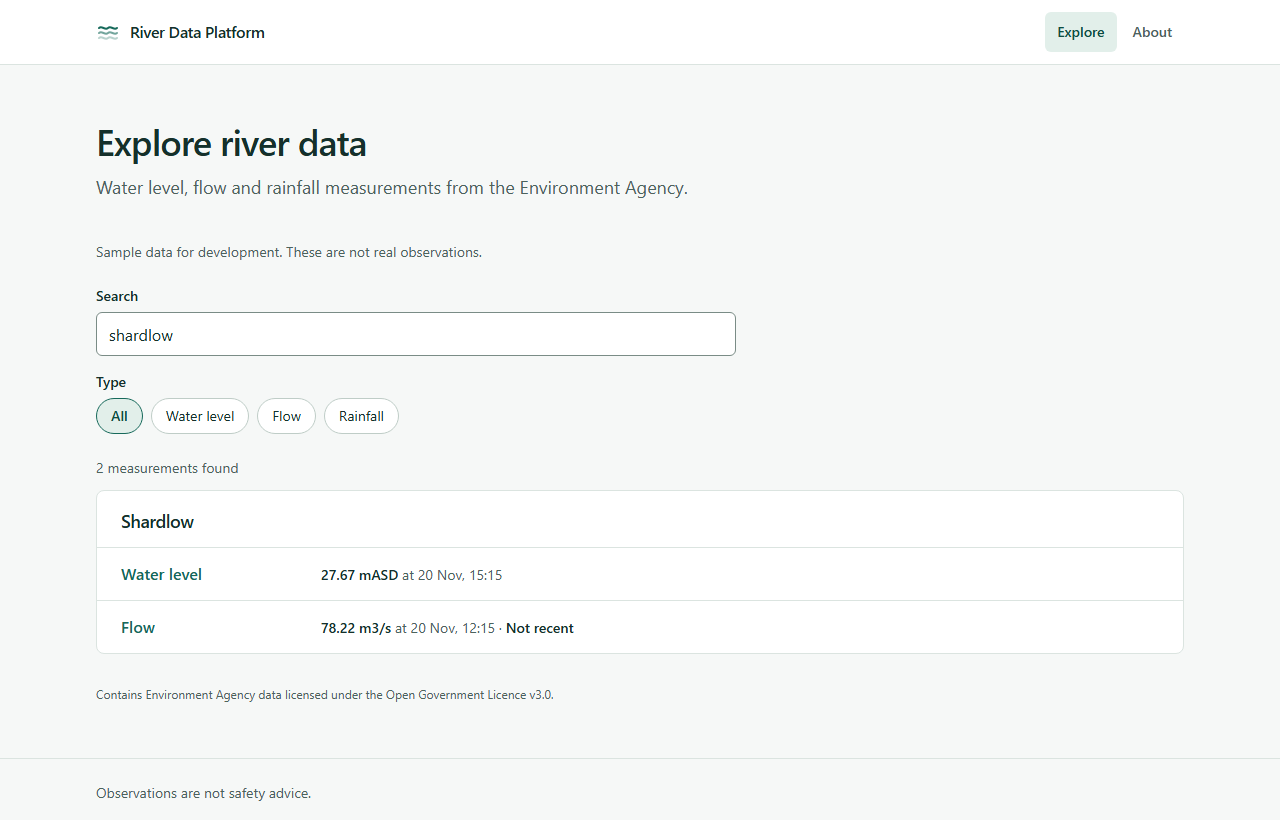 River Data Platform
Explore
About
Explore river data
Water level, flow and rainfall measurements from the Environment Agency.
Sample data for development. These are not real observations.
Search
shardlow
Type
All
Water level
Flow
Rainfall
2 measurements found
Shardlow
Water level
27.67 mASD at 20 Nov, 15:15
Flow
78.22 m3/s at 20 Nov, 12:15 · Not recent
Contains Environment Agency data licensed under the Open Government Licence v3.0.
Observations are not safety advice.